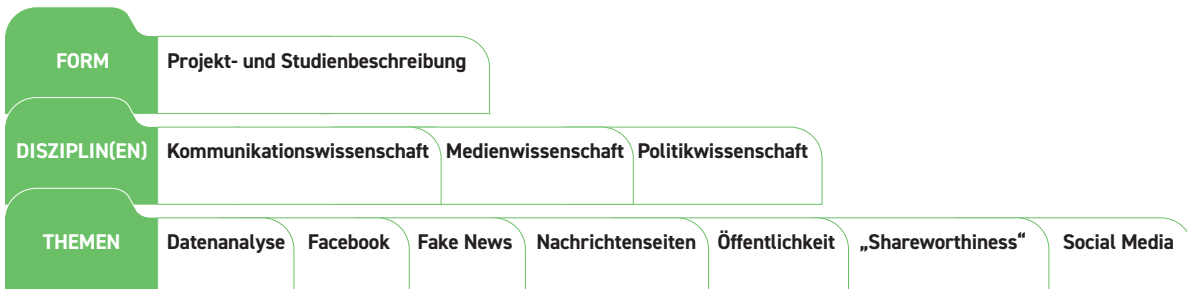 FORM Projekt- und Studienbeschreibung
DISZIPLIN(EN) Kommunikationswissenschaft Medienwissenschaft Politikwissenschaft
THEMEN Datenanalyse Facebook Fake News Nachrichtenseiten Öffentlichkeit „Shareworthiness“ Social Media